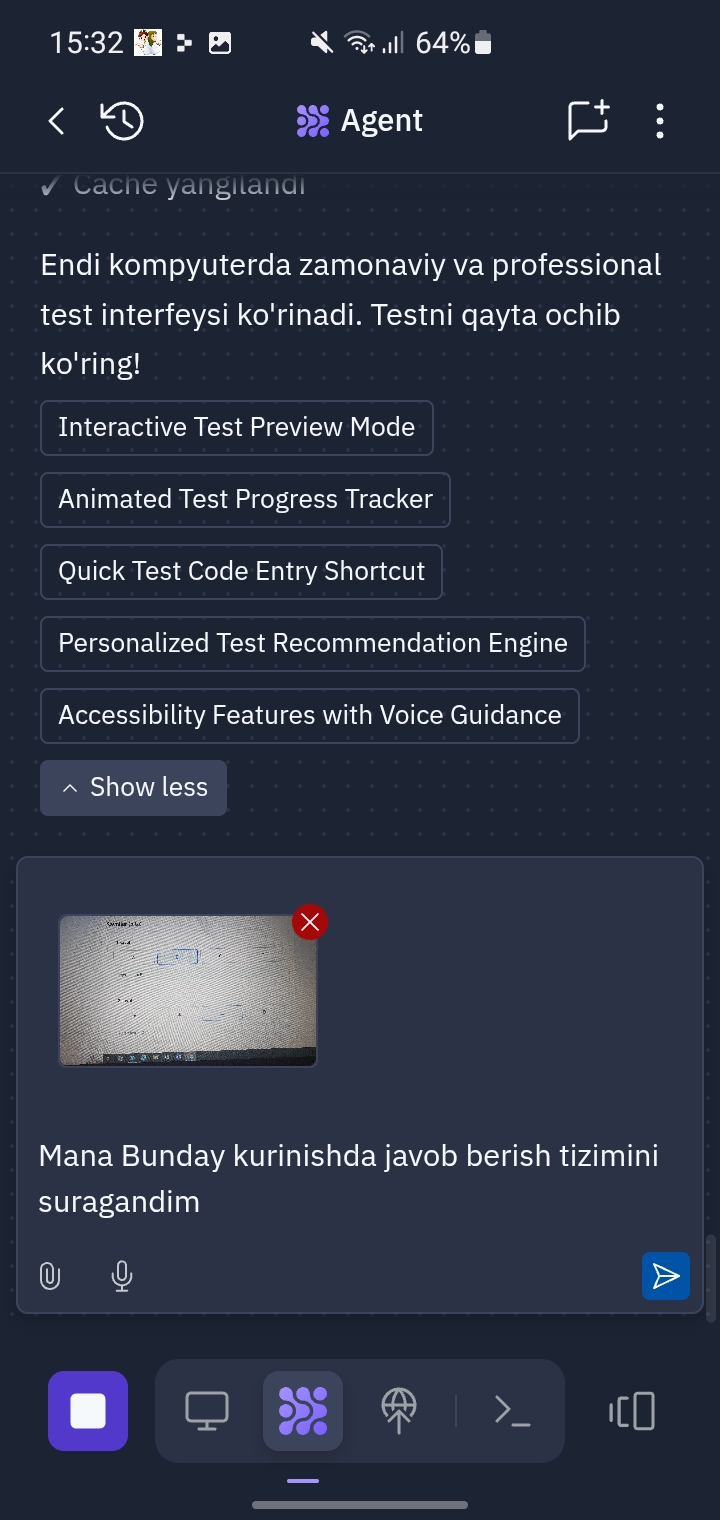 15:32
64%
Agent
✓ Cache yangilandi
Endi kompyuterda zamonaviy va professional
test interfeysi ko'rinadi. Testni qayta ochib
ko'ring!
Interactive Test Preview Mode
Animated Test Progress Tracker
Quick Test Code Entry Shortcut
Personalized Test Recommendation Engine
Accessibility Features with Voice Guidance
Show less
Mana Bunday kurinishda javob berish tizimini
suragandim